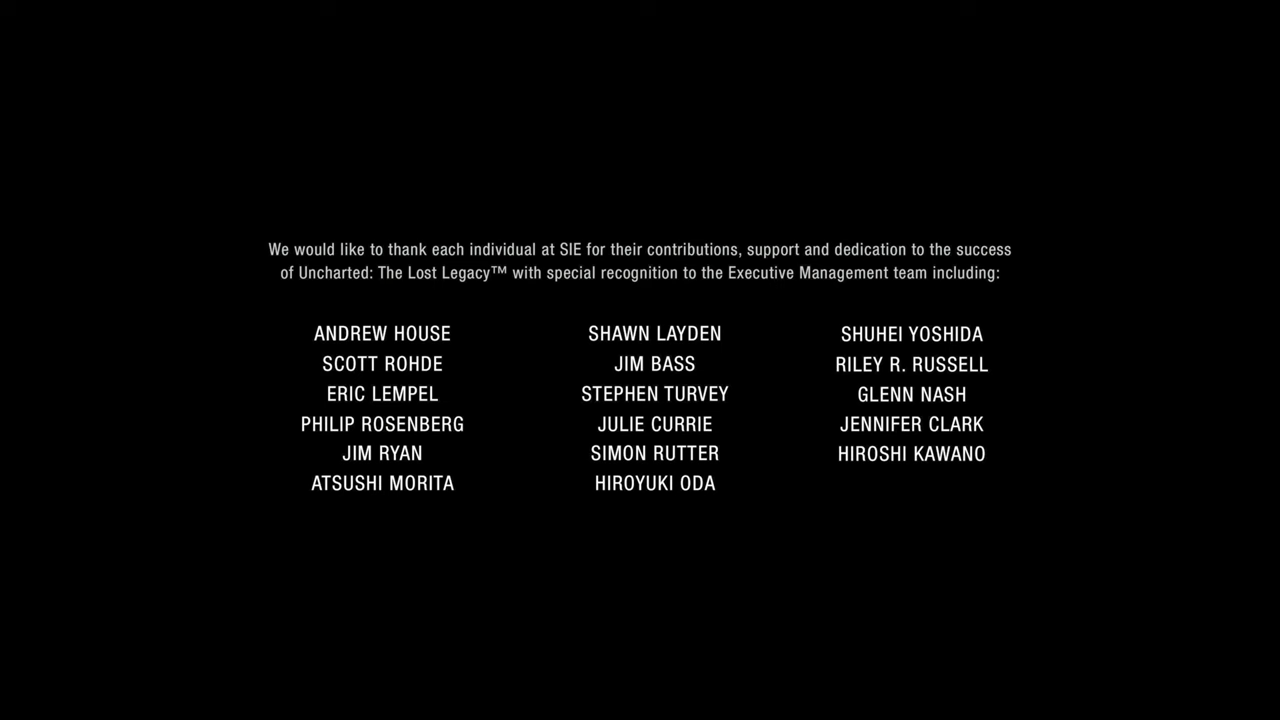 We would like to thank each individual at SIE for their contributions, support and dedication to the success
of Uncharted: The Lost Legacy™ with special recognition to the Executive Management team including:
ANDREW HOUSE SHAWN LAYDEN SHUHEI YOSHIDA
SCOTT ROHDE JIM BASS RILEY R. RUSSELL
ERIC LEMPEL STEPHEN TURVEY GLENN NASH
PHILIP ROSENBERG JULIE CURRIE JENNIFER CLARK
JIM RYAN SIMON RUTTER HIROSHI KAWANO
ATSUSHI MORITA HIROYUKI ODA